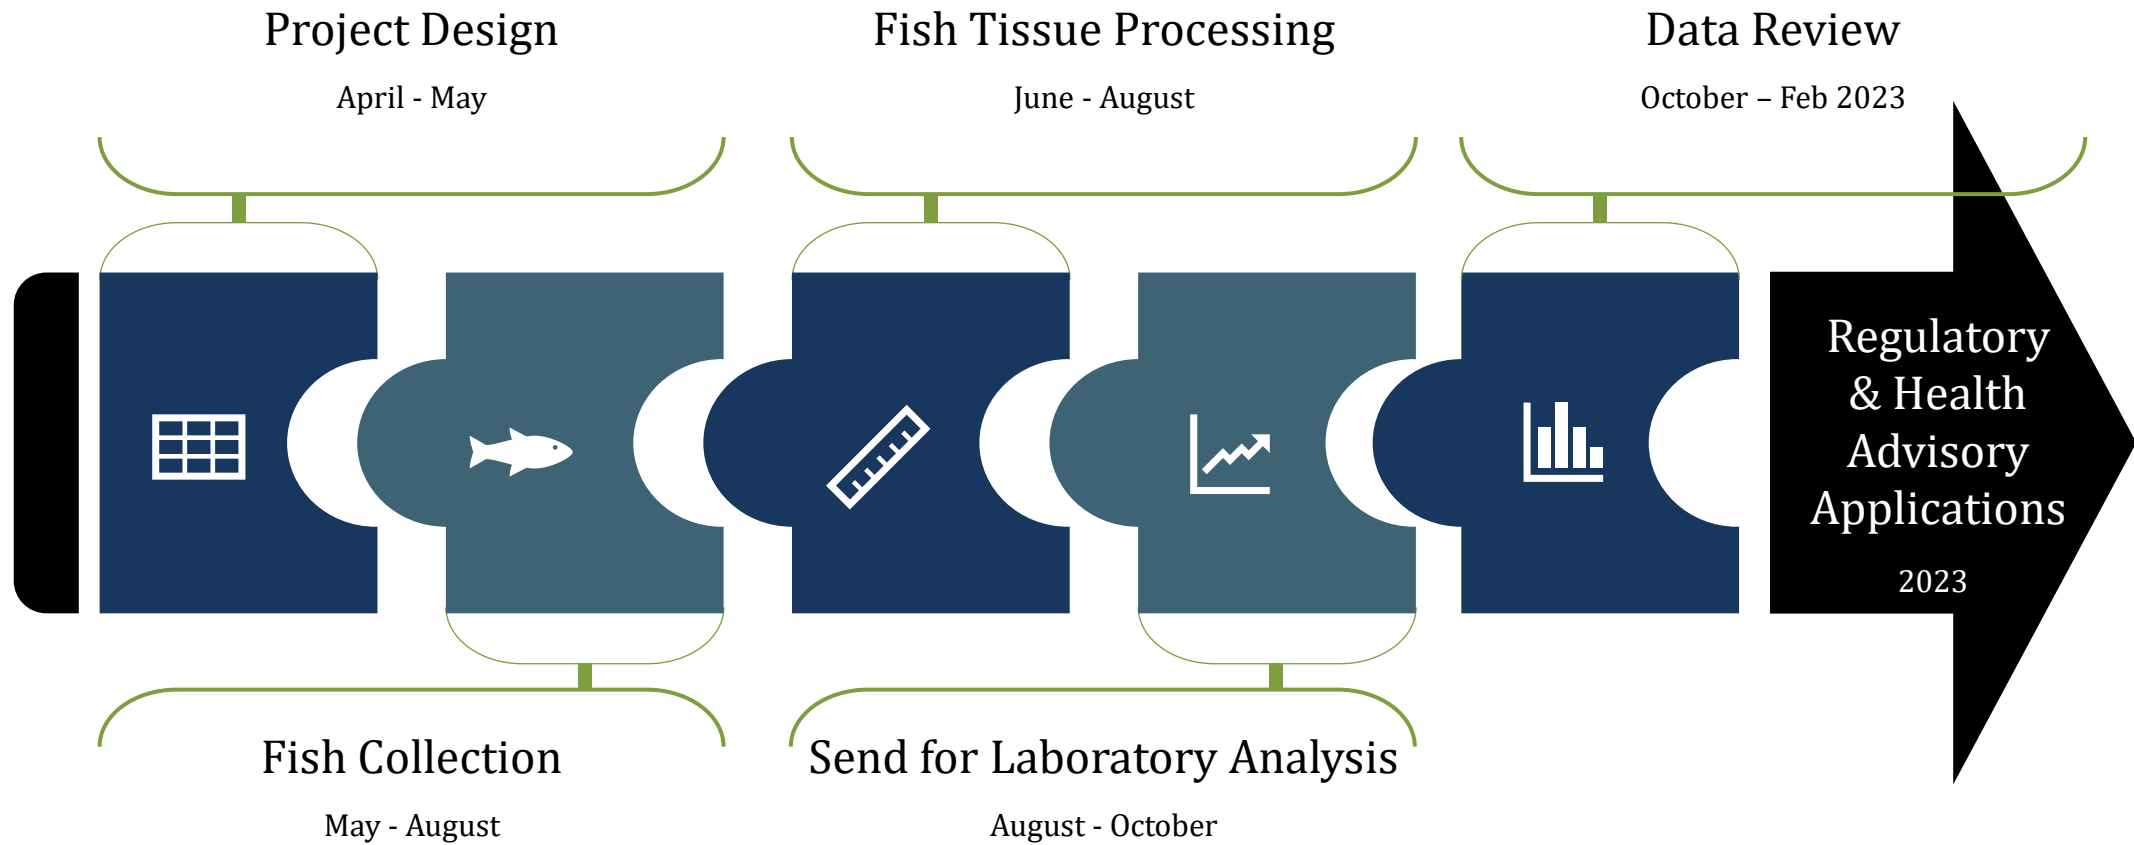 Project Design
April - May
Fish Tissue Processing
June - August
Data Review
October – Feb 2023
Regulatory
& Health
Advisory
Applications
2023
Fish Collection
May - August
Send for Laboratory Analysis
August - October